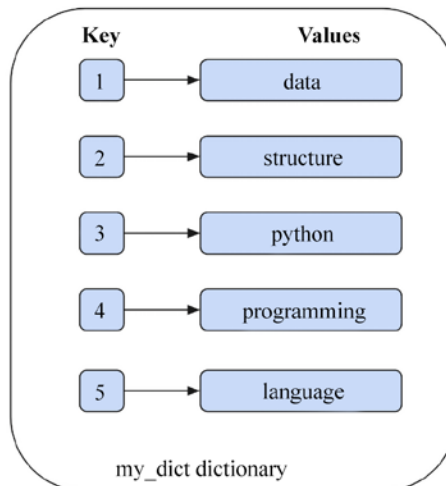 Key Values
1 data
2 structure
3 python
4 programming
5 language
my_dict dictionary